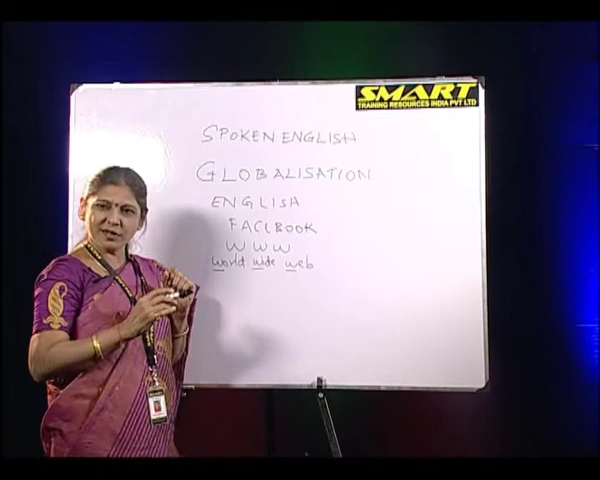 SMART
TRAINING RESOURCES INDIA PVT LTD
SPOKEN ENGLISH
GLOBALISATION
ENGLISH
FACEBOOK
WWW
World wide web